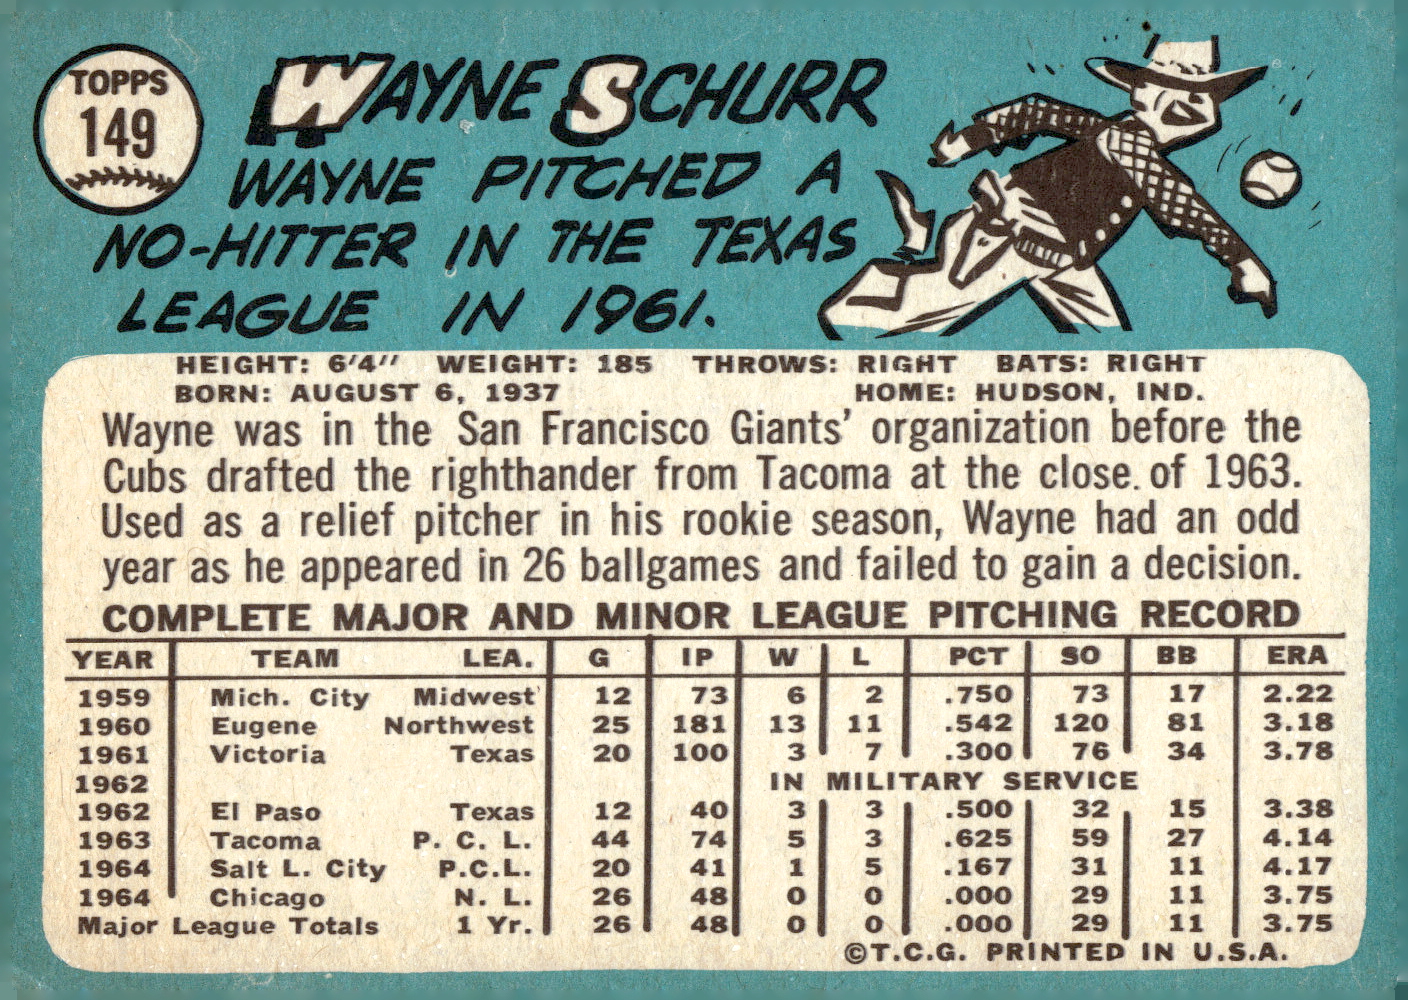 TOPPS
149
WAYNE SCHURR
WAYNE PITCHED A
NO-HITTER IN THE TEXAS
LEAGUE IN 1961.
HEIGHT: 6'4" WEIGHT: 185 THROWS: RIGHT BATS: RIGHT
BORN: AUGUST 6, 1937 HOME: HUDSON, IND.
Wayne was in the San Francisco Giants' organization before the
Cubs drafted the righthander from Tacoma at the close. of 1963.
Used as a relief pitcher in his rookie season, Wayne had an odd
year as he appeared in 26 ballgames and failed to gain a decision.
COMPLETE MAJOR AND MINOR LEAGUE PITCHING RECORD
YEAR TEAM LEA. G IP W L PCT SO BB ERA
1959 Mich. City Midwest 12 73 6 2 .750 73 17 2.22
1960 Eugene Northwest 25 181 13 11 .542 120 81 3.18
1961 Victoria Texas 20 100 3 7 .300 76 34 3.78
1962 IN MILITARY SERVICE
1962 El Paso Texas 12 40 3 3 .500 32 15 3.38
1963 Tacoma P. C. L. 44 74 5 3 .625 59 27 4.14
1964 Salt L. City P.C.L. 20 41 1 5 .167 31 11 4.17
1964 Chicago N. L. 26 48 0 0 .000 29 11 3.75
Major League Totals 1 Yr. 26 48 0 0 .000 29 11 3.75
©T.C.G. PRINTED IN U.S.A.